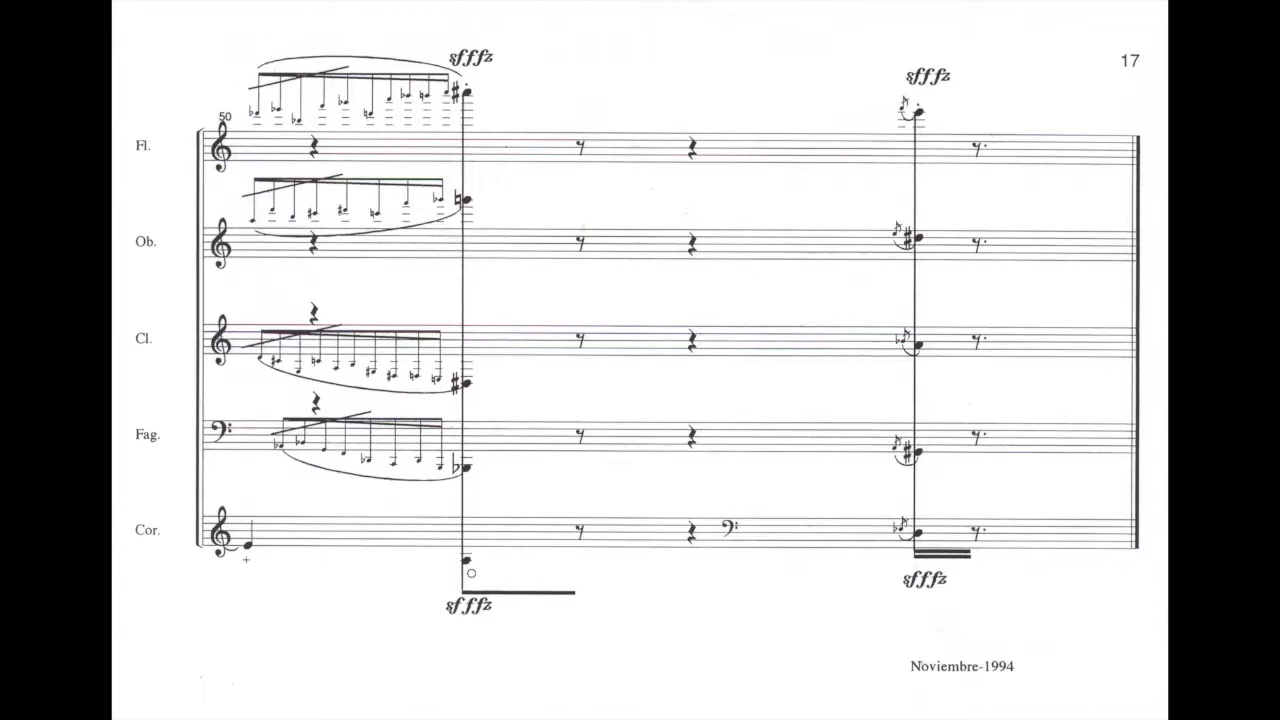 sfffz
17
sfffz
50
Fl.
Ob.
Cl.
Fag.
Cor.
sfffz
sfffz
Noviembre-1994